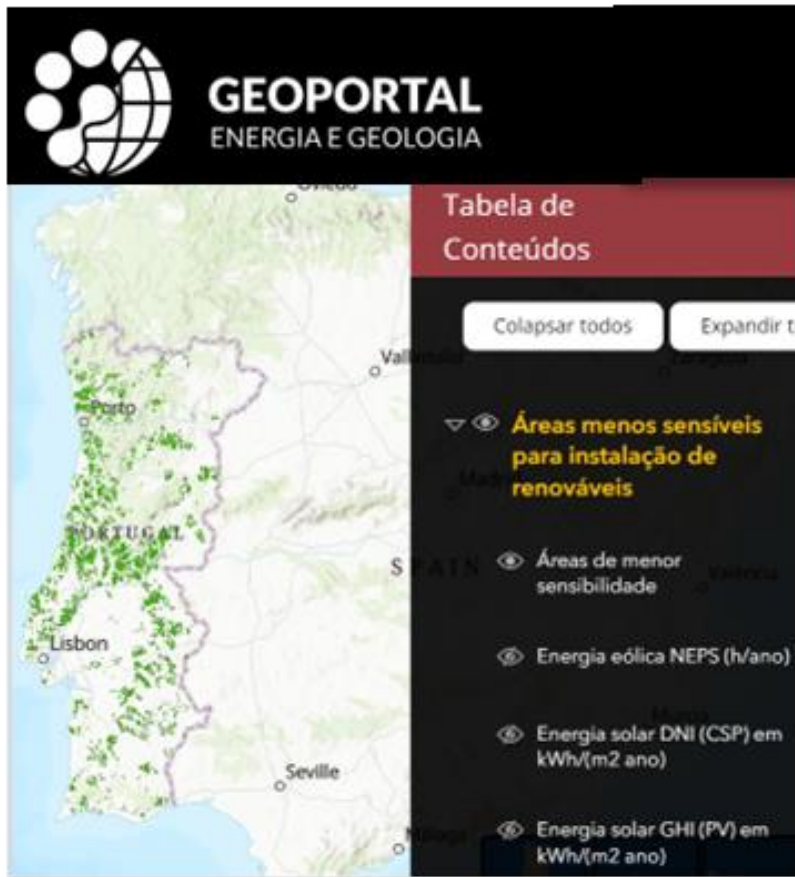 GEOPORTAL
ENERGIA E GEOLOGIA
Oviedo
Tabela de
Conteúdos
Colapsar todos
Expandir t
Porto
Áreas menos sensíveis
para instalação de
renováveis
PORTUGAL
SPAIN
Áreas de menor
sensibilidade
Lisbon
Energia eólica NEPS (h/ano)
Energia solar DNI (CSP) em
kWh/(m2 ano)
Seville
Energia solar GHI (PV) em
kWh/(m2 ano)